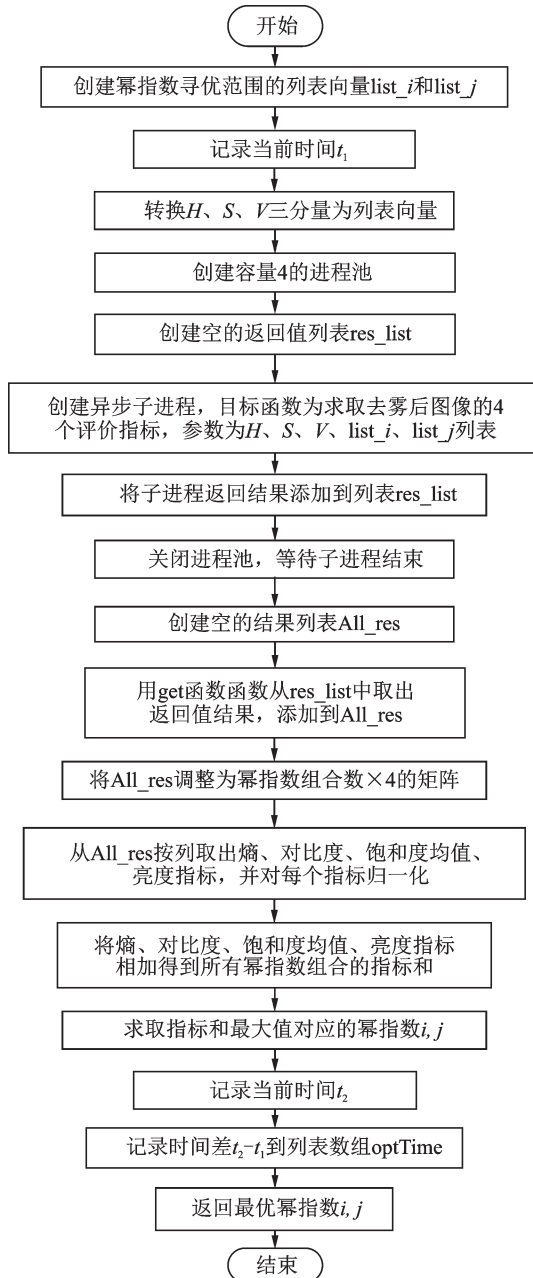 开始
创建幂指数寻优范围的列表向量list_i和list_j
记录当前时间t₁
转换H、S、V三分量为列表向量
创建容量4的进程池
创建空的返回值列表res_list
创建异步子进程，目标函数为求取去雾后图像的4
个评价指标，参数为H、S、V、list_i、list_j列表
将子进程返回结果添加到列表res_list
关闭进程池，等待子进程结束
创建空的结果列表All_res
用get函数函数从res_list中取出
返回值结果，添加到All_res
将All_res调整为幂指数组合数×4的矩阵
从All_res按列取出熵、对比度、饱和度均值、
亮度指标，并对每个指标归一化
将熵、对比度、饱和度均值、亮度指标
相加得到所有幂指数组合的指标和
求取指标和最大值对应的幂指数i,j
记录当前时间t₂
记录时间差t₂-t₁到列表数组optTime
返回最优幂指数i,j
结束